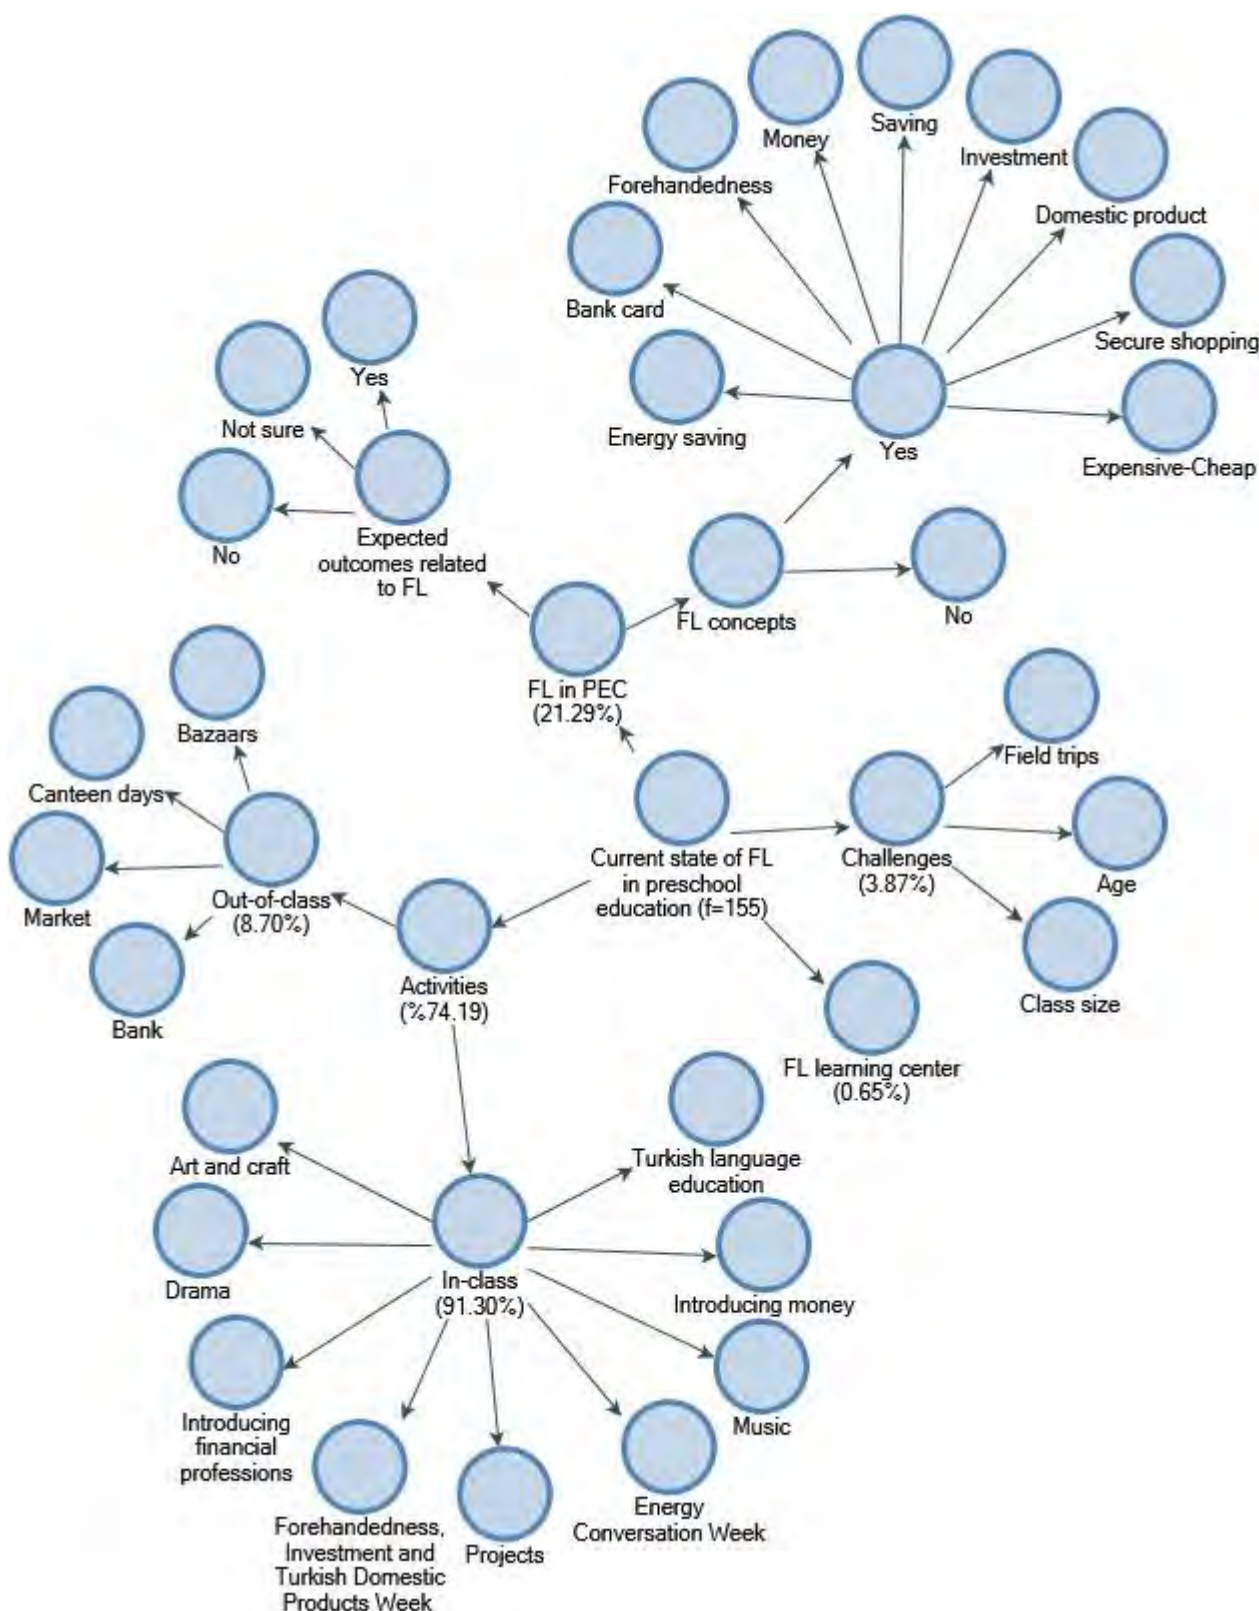 Saving
Money
Investment
Forehandedness
Domestic product
Bank card
Secure shopping
Energy saving
Yes
Expensive-Cheap
Yes
Not sure
No
Expected
outcomes related
to FL
FL concepts
No
FL in PEC
(21.29%)
Bazaars
Canteen days
Market
Out-of-class
(8.70%)
Bank
Activities
(%74.19)
Current state of FL
in preschool
education (f=155)
Challenges
(3.87%)
Field trips
Age
Class size
FL learning center
(0.65%)
Art and craft
Turkish language
education
Drama
In-class
(91.30%)
Introducing money
Introducing
financial
professions
Music
Forehandedness,
Investment and
Turkish Domestic
Products Week
Projects
Energy
Conversation Week